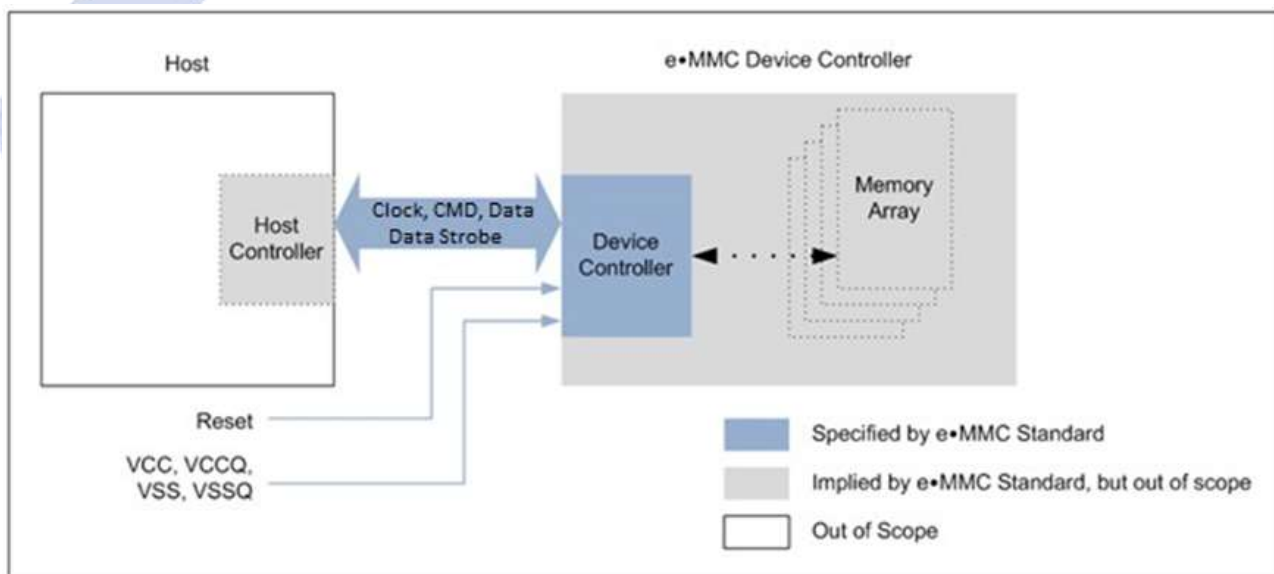 Host
e•MMC Device Controller
Host
Controller
Clock, CMD, Data
Data Strobe
Device
Controller
Memory
Array
Reset
VCC, VCCQ,
VSS, VSSQ
Specified by e•MMC Standard
Implied by e•MMC Standard, but out of scope
Out of Scope